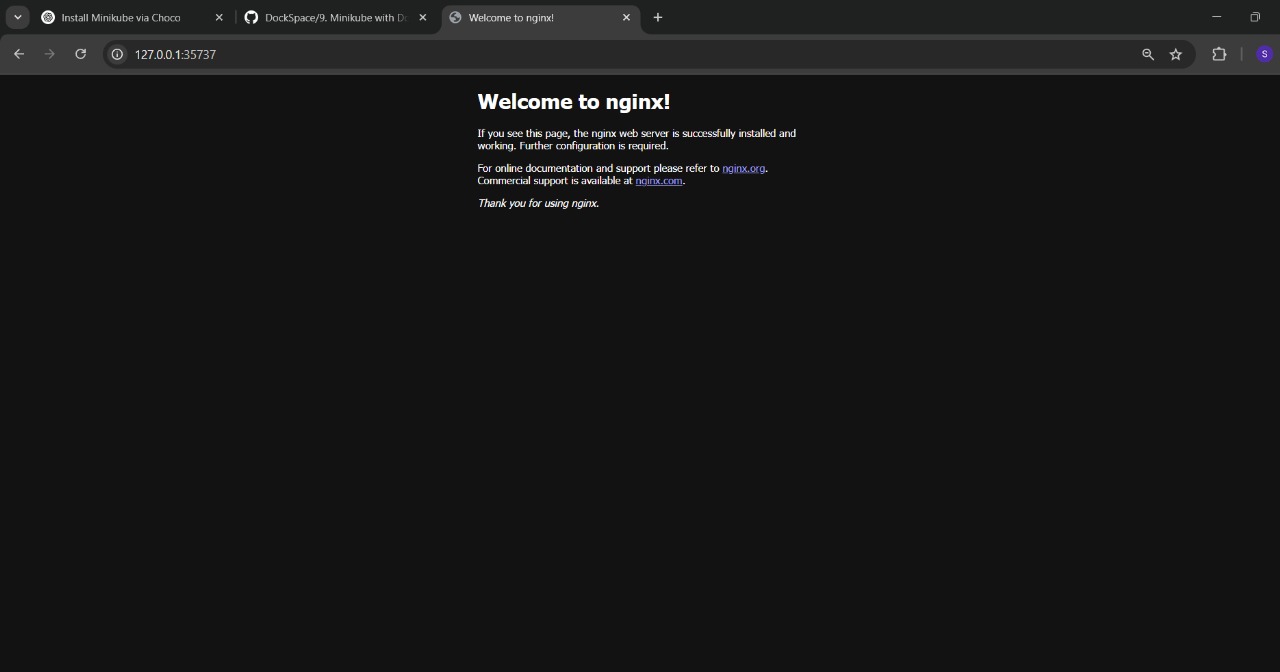 Install Minikube via Choco
DockSpace/9. Minikube with Do
Welcome to nginx!
127.0.0.1:35737
S
Welcome to nginx!
If you see this page, the nginx web server is successfully installed and
working. Further configuration is required.
For online documentation and support please refer to nginx.org.
Commercial support is available at nginx.com.
Thank you for using nginx.